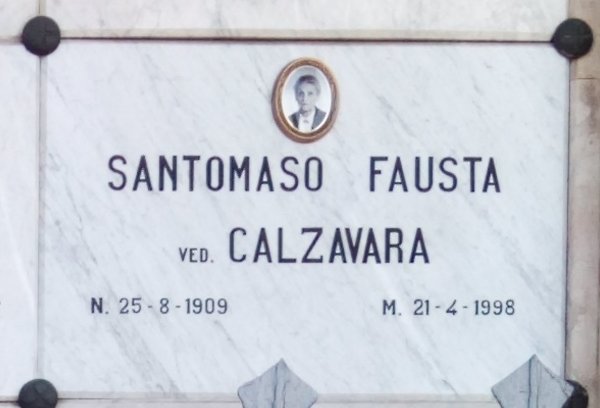 SANTOMASO FAUSTA
VED. CALZAVARA
N. 25-8-1909 M. 21-4-1998